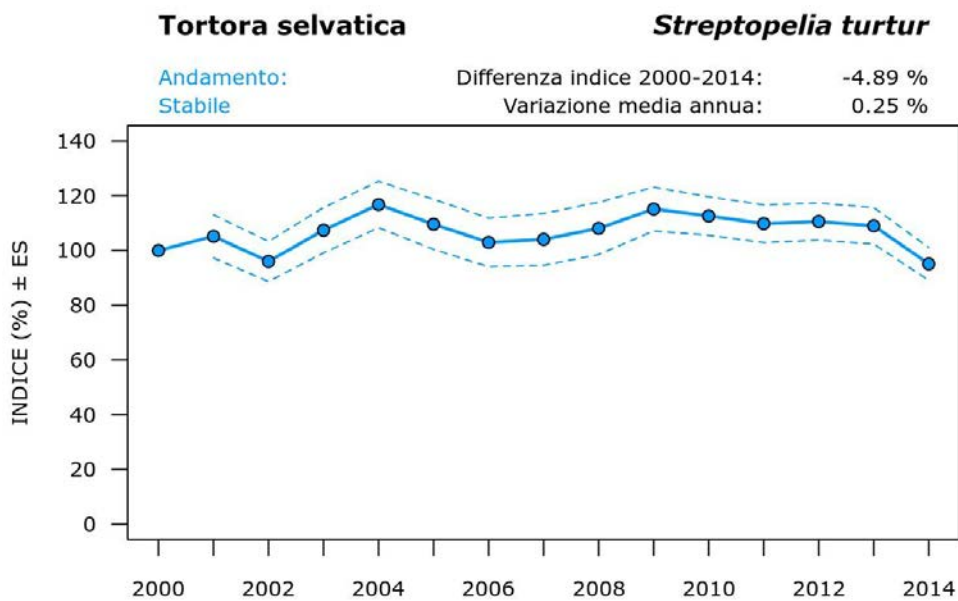 Tortora selvatica Streptopelia turtur
Andamento: Differenza indice 2000-2014: -4.89 %
Stabile Variazione media annua: 0.25 %
140
120
100
80
60
40
20
0
INDICE (%) ± ES
2000 2002 2004 2006 2008 2010 2012 2014